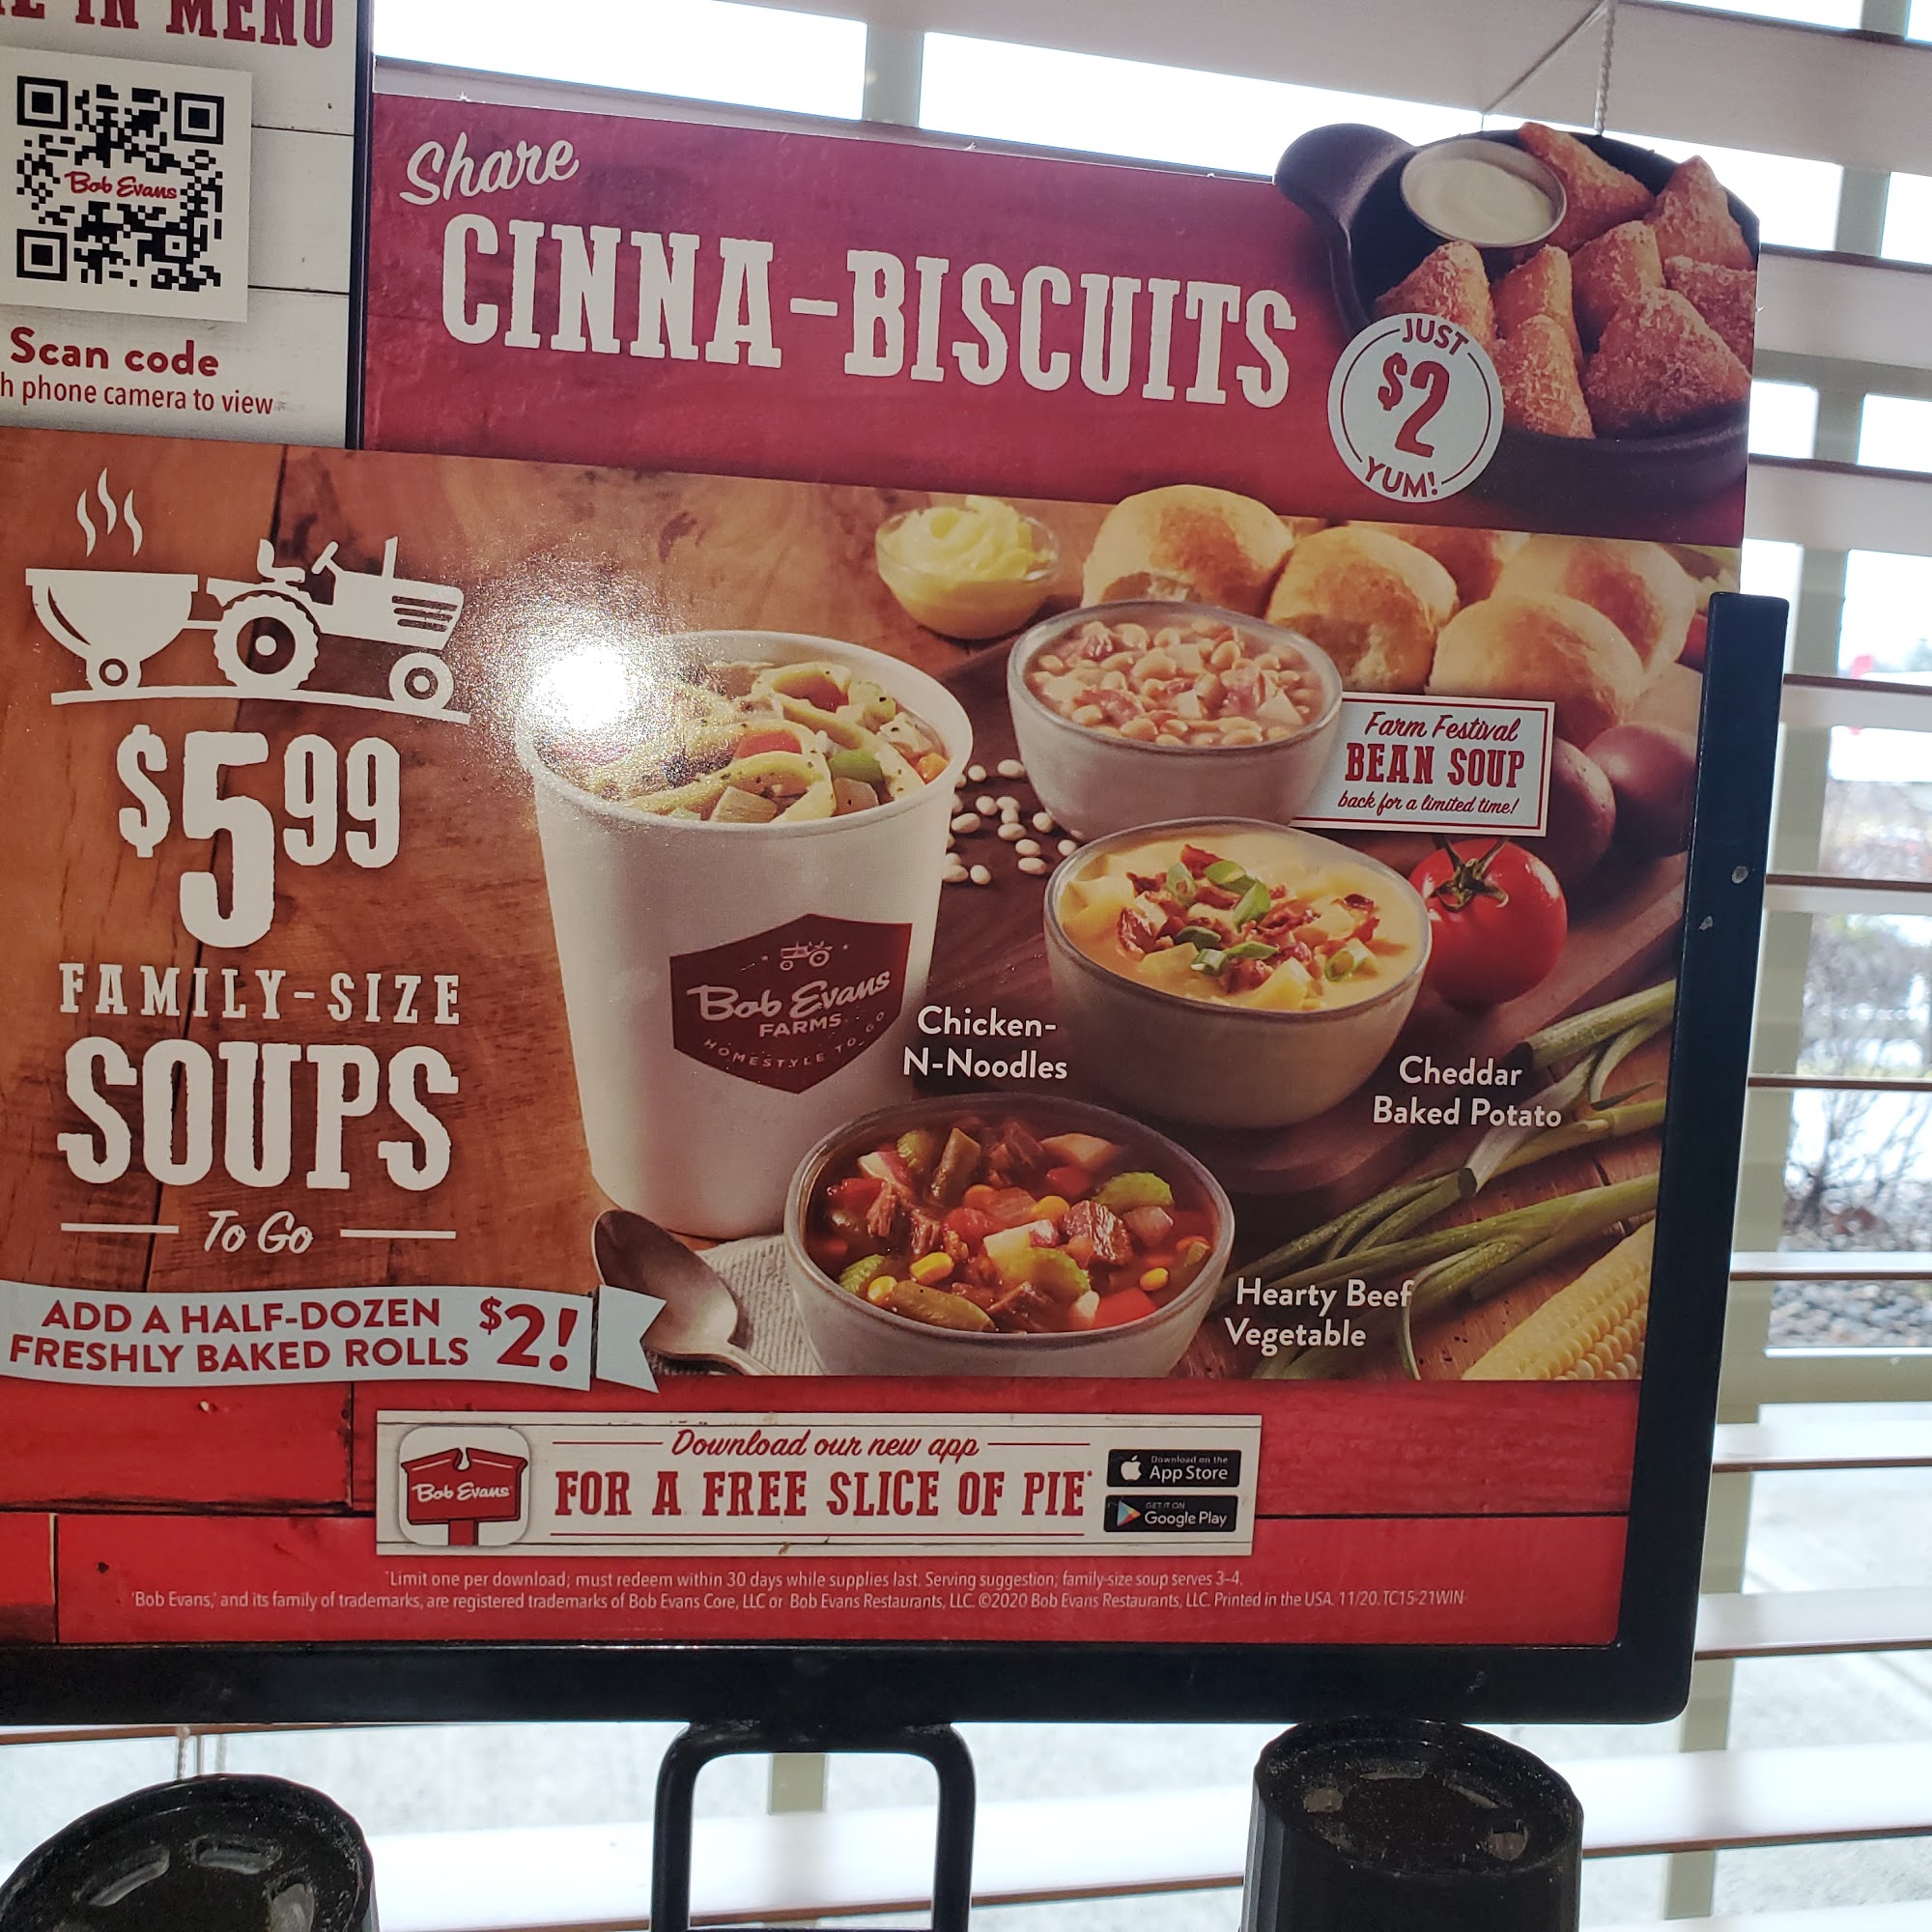 IN MENU
Bob Evans
Scan code
phone camera to view
Share
CINNA-BISCUITS
JUST
$2
YUM!
$5.99
FAMILY-SIZE
SOUPS
To Go
ADD A HALF-DOZEN
FRESHLY BAKED ROLLS $2!
Bob Evans
FARMS
HOMESTYLE TO GO
Farm Festival
BEAN SOUP
back for a limited time!
Chicken-
N-Noodles
Cheddar
Baked Potato
Hearty Beef
Vegetable
Bob Evans
Download our new app
FOR A FREE SLICE OF PIE*
Download on the
App Store
GET IT ON
Google Play
*Limit one per download; must redeem within 30 days while supplies last. Serving suggestion; family-size soup serves 3-4.
'Bob Evans,' and its family of trademarks, are registered trademarks of Bob Evans Core, LLC or Bob Evans Restaurants, LLC. ©2020 Bob Evans Restaurants, LLC. Printed in the USA. 11/20. TC15-21WIN